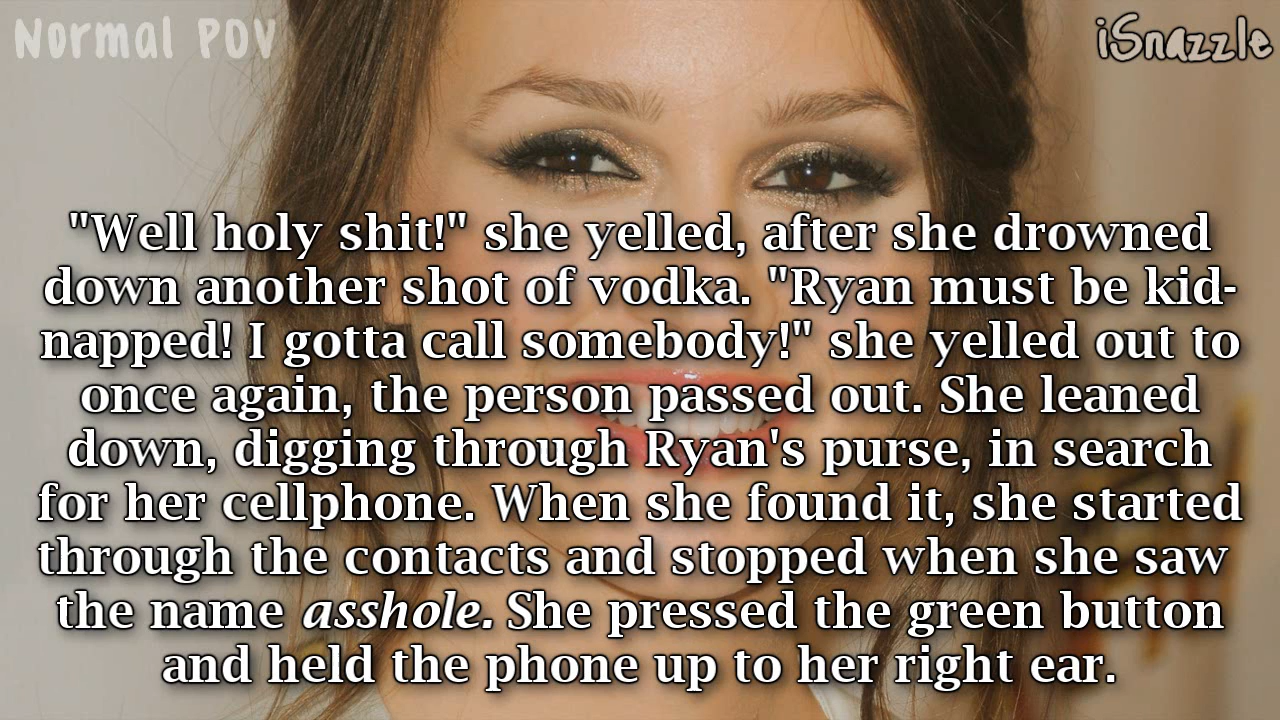 Normal POV
iSnazzle
"Well holy shit!" she yelled, after she drowned
down another shot of vodka. "Ryan must be kid-
napped! I gotta call somebody!" she yelled out to
once again, the person passed out. She leaned
down, digging through Ryan's purse, in search
for her cellphone. When she found it, she started
through the contacts and stopped when she saw
the name asshole. She pressed the green button
and held the phone up to her right ear.